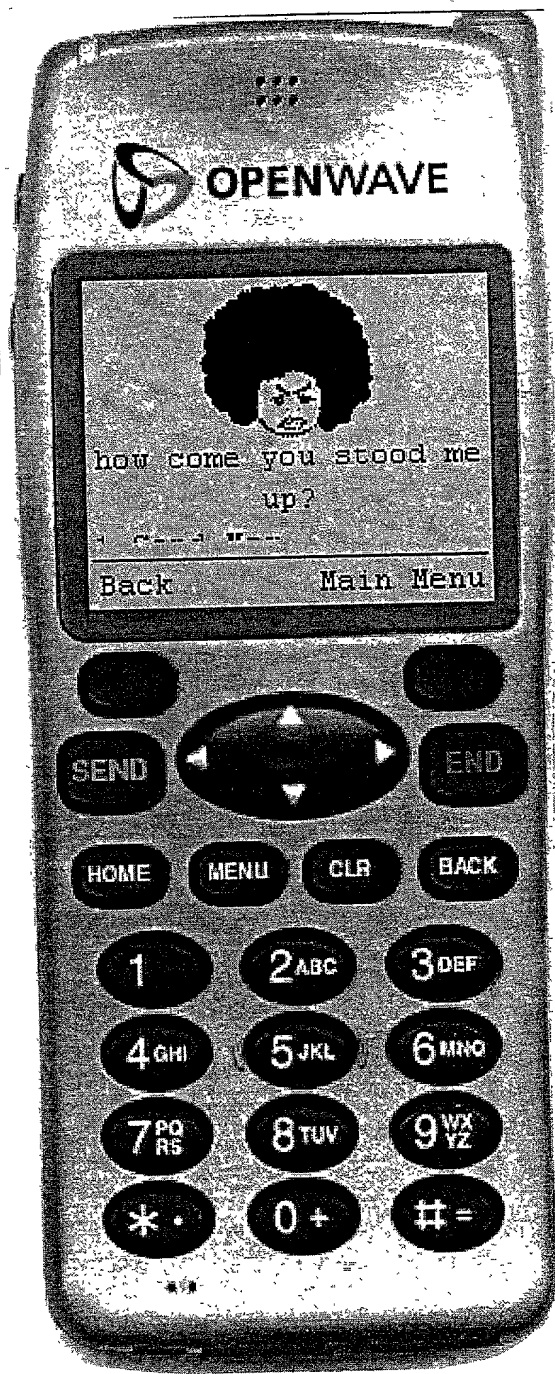 OPENWAVE
how come you stood me
up?
Back Main Menu
SEND END
HOME MENU CLR BACK
1 2ABC 3DEF
4GHI 5JKL 6MNO
7PQRS 8TUV 9WXYZ
*. 0+ #=